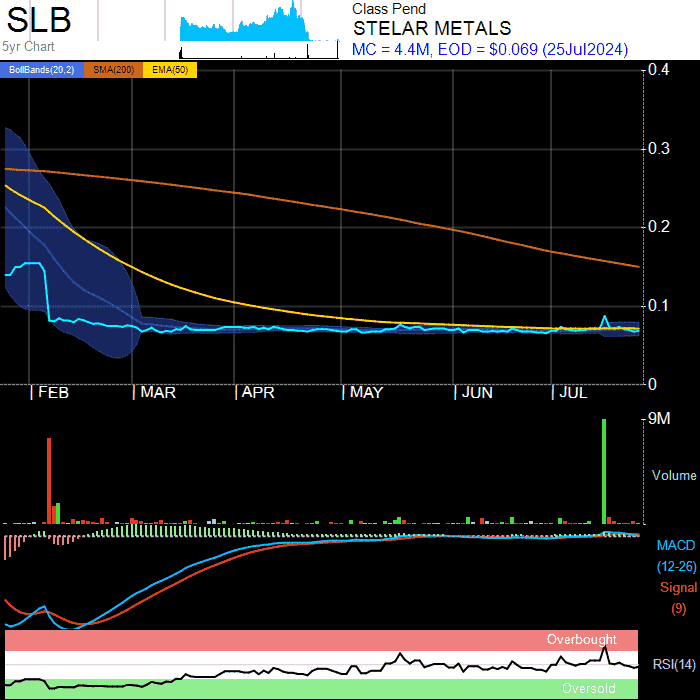 SLB
5yr Chart
Class Pend
STELAR METALS
MC = 4.4M, EOD = $0.069 (25Jul2024)
BollBands(20,2) SMA(200) EMA(50)
0.4
0.3
0.2
0.1
0
FEB MAR APR MAY JUN JUL
9M
Volume
MACD
(12-26)
Signal
(9)
Overbought
RSI(14)
Oversold